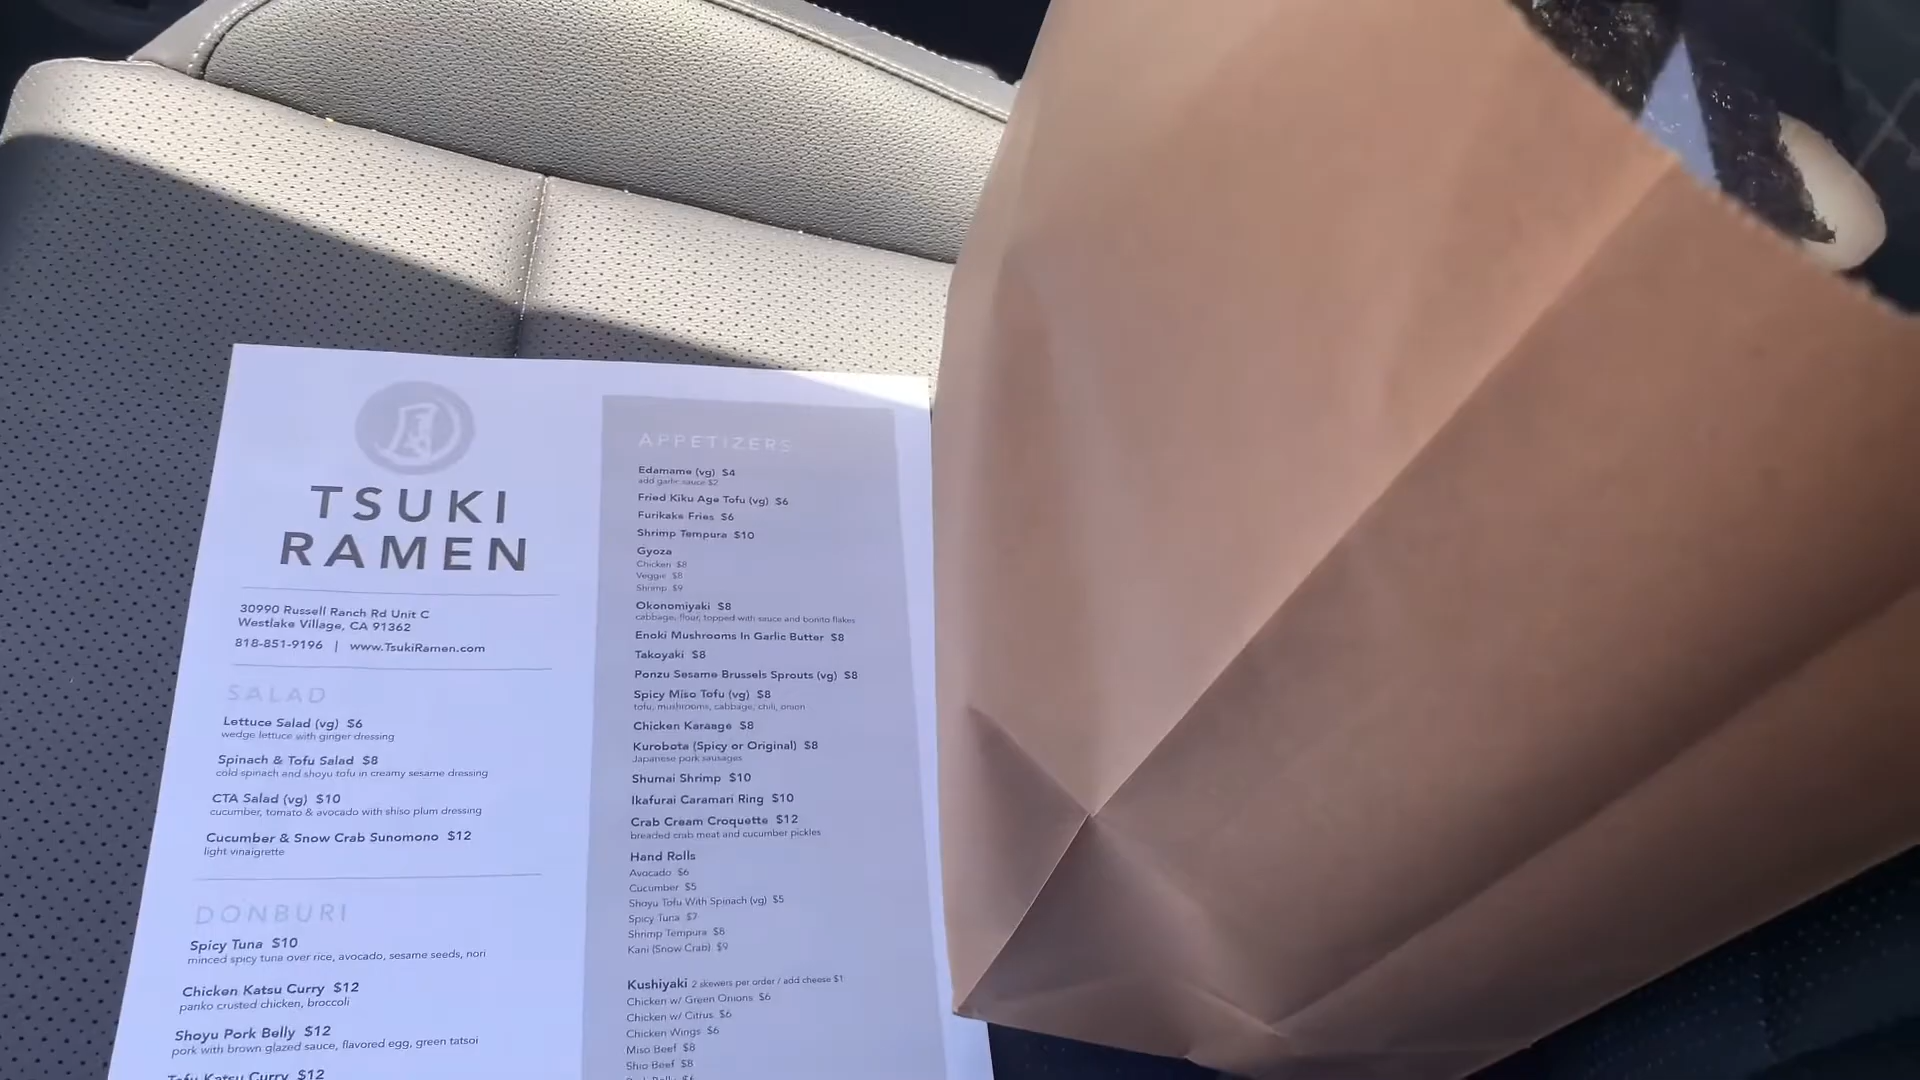 TSUKI
RAMEN
30990 Russell Ranch Rd Unit C
Westlake Village, CA 91362
818-851-9196 | www.TsukiRamen.com
SALAD
Lettuce Salad (vg) $6
wedge lettuce with ginger dressing
Spinach & Tofu Salad $8
cold spinach and shoyu tofu in creamy sesame dressing
CTA Salad (vg) $10
cucumber, tomato & avocado with shiso plum dressing
Cucumber & Snow Crab Sunomono $12
light vinaigrette
DONBURI
Spicy Tuna $10
minced spicy tuna over rice, avocado, sesame seeds, nori
Chicken Katsu Curry $12
panko crusted chicken, broccoli
Shoyu Pork Belly $12
pork with brown glazed sauce, flavored egg, green tatsoi
Tofu Katsu Curry $12
APPETIZERS
Edamame (vg) $4
add garlic sauce $2
Fried Kiku Age Tofu (vg) $6
Furikake Fries $6
Shrimp Tempura $10
Gyoza
Chicken $8
Veggie $8
Shrimp $9
Okonomiyaki $8
cabbage, flour, topped with sauce and bonito flakes
Enoki Mushrooms In Garlic Butter $8
Takoyaki $8
Ponzu Sesame Brussels Sprouts (vg) $8
Spicy Miso Tofu (vg) $8
tofu, mushrooms, cabbage, chili, onion
Chicken Karaage $8
Kurobota (Spicy or Original) $8
Japanese pork sausages
Shumai Shrimp $10
Ikafurai Caramari Ring $10
Crab Cream Croquette $12
breaded crab meat and cucumber pickles
Hand Rolls
Avocado $6
Cucumber $5
Shoyu Tofu With Spinach (vg) $5
Spicy Tuna $7
Shrimp Tempura $8
Kani (Snow Crab) $9
Kushiyaki 2 skewers per order / add cheese $1
Chicken w/ Green Onions $6
Chicken w/ Citrus $6
Chicken Wings $6
Miso Beef $8
Shio Beef $8